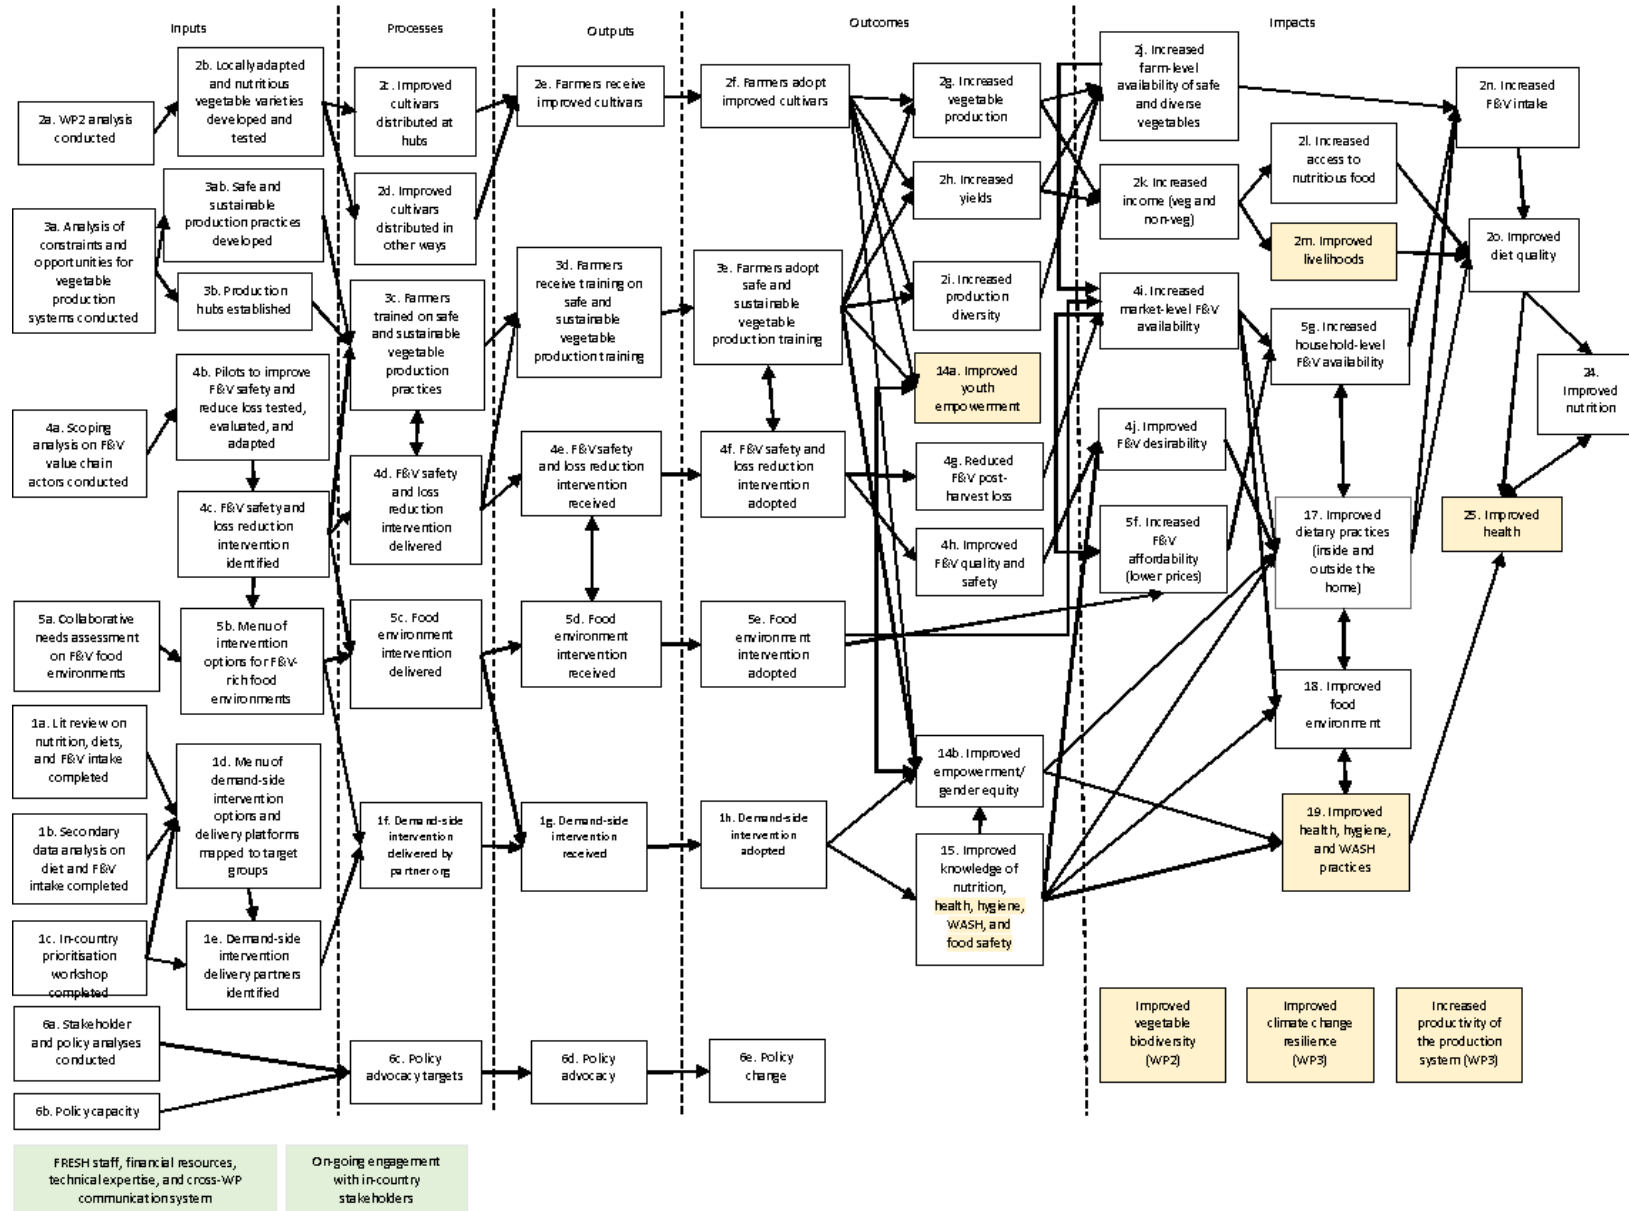 Inputs
Processes
Outputs
Outcomes
Impacts
2a. WP2 analysis
conducted
2b. Locally adapted
and nutritious
vegetable varieties
developed and
tested
2c. Improved
cultivars
distributed at
hubs
2d. Improved
cultivars
distributed in
other ways
2e. Farmers receive
improved cultivars
2f. Farmers adopt
improved cultivars
2g. Increased
vegetable
production
2h. Increased
yields
2i. Increased
production
diversity
14a. Improved
youth
empowerment
2j. Increased
farm-level
availability of safe
and diverse
vegetables
2k. Increased
income (veg and
non-veg)
2l. Increased
access to
nutritious food
2m. Improved
livelihoods
2n. Increased
F&V intake
2o. Improved
diet quality
3a. Analysis of
constraints and
opportunities for
vegetable
production
systems conducted
3ab. Safe and
sustainable
production practices
developed
3b. Production
hubs established
3c. Farmers
trained on safe
and sustainable
vegetable
production
practices
3d. Farmers
receive training on
safe and
sustainable
vegetable
production training
3e. Farmers adopt
safe and
sustainable
vegetable
production training
4a. Scoping
analysis on F&V
value chain
actors conducted
4b. Pilots to improve
F&V safety and
reduce loss tested,
evaluated, and
adapted
4c. F&V safety and
loss reduction
intervention
identified
4d. F&V safety
and loss
reduction
intervention
delivered
4e. F&V safety
and loss reduction
intervention
received
4f. F&V safety and
loss reduction
intervention
adopted
4g. Reduced
F&V post-
harvest loss
4h. Improved
F&V quality and
safety
4i. Increased
market-level F&V
availability
4j. Improved
F&V desirability
5f. Increased
F&V
affordability
(lower prices)
5g. Increased
household-level
F&V availability
24.
Improved
nutrition
25. Improved
health
17. Improved
dietary practices
(inside and
outside the
home)
18. Improved
food
environment
19. Improved
health, hygiene,
and WASH
practices
5a. Collaborative
needs assessment
on F&V food
environments
5b. Menu of
intervention
options for F&V-
rich food
environments
5c. Food
environment
intervention
delivered
5d. Food
environment
intervention
received
5e. Food
environment
intervention
adopted
1a. Lit review on
nutrition, diets,
and F&V intake
completed
1b. Secondary
data analysis on
diet and F&V
intake completed
1c. In-country
prioritisation
workshop
completed
1d. Menu of
demand-side
intervention
options and
delivery platforms
mapped to target
groups
1e. Demand-side
intervention
delivery partners
identified
1f. Demand-side
intervention
delivered by
partner org
1g. Demand-side
intervention
received
1h. Demand-side
intervention
adopted
14b. Improved
empowerment/
gender equity
15. Improved
knowledge of
nutrition,
health, hygiene,
WASH, and
food safety
6a. Stakeholder
and policy analyses
conducted
6b. Policy capacity
6c. Policy
advocacy targets
6d. Policy
advocacy
6e. Policy
change
Improved
vegetable
biodiversity
(WP2)
Improved
climate change
resilience
(WP3)
Increased
productivity of
the production
system (WP3)
FRESH staff, financial resources,
technical expertise, and cross-WP
communication system
On-going engagement
with in-country
stakeholders